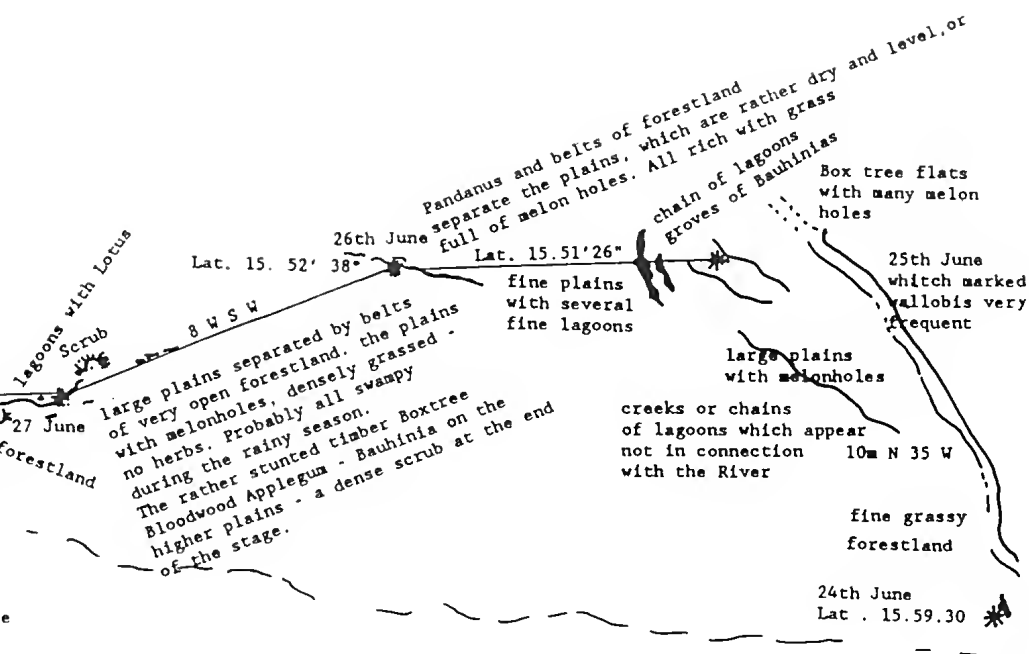 Pandanus and belts of forestland
separate the plains, which are rather dry and level,or
full of melon holes. All rich with grass
chain of lagoons
groves of Bauhinias
Box tree flats
with many melon
holes
26th June
Lat. 15. 52' 38"
Lat. 15.51'26"
fine plains
with several
fine lagoons
25th June
whitch marked
wallobis very
frequent
lagoons with Lotus
Scrub
8 W S W
27 June
forestland
large plains separated by belts
of very open forestland. the plains
with melonholes, densely grassed -
no herbs. Probably all swampy
during the rainy season.
The rather stunted timber Boxtree
Bloodwood Applegum - Bauhinia on the
higher plains - a dense scrub at the end
of the stage.
large plains
with melonholes
creeks or chains
of lagoons which appear
not in connection
with the River
10m N 35 W
fine grassy
forestland
24th June
Lat . 15.59.30
e